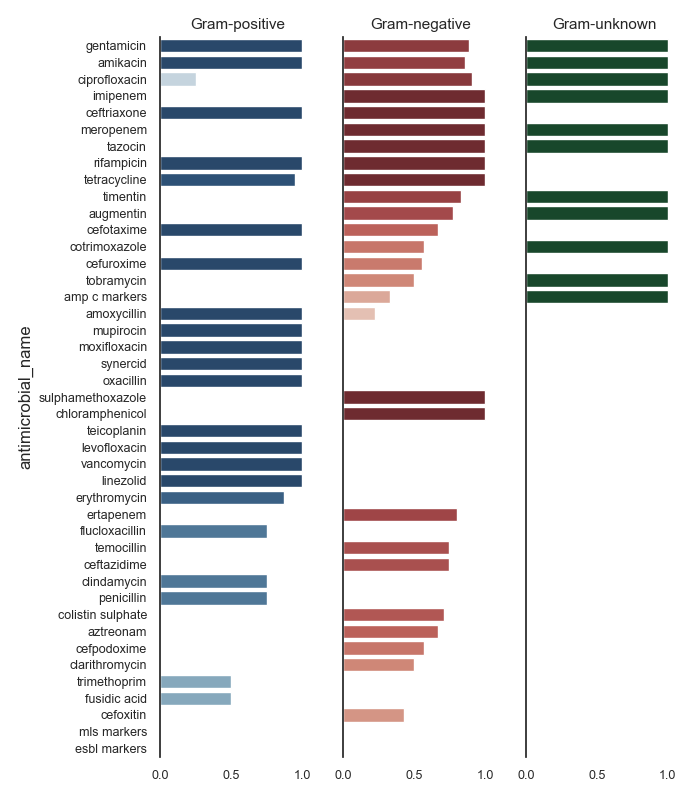 Gram-positive
Gram-negative
Gram-unknown
antimicrobial_name
gentamicin
amikacin
ciprofloxacin
imipenem
ceftriaxone
meropenem
tazocin
rifampicin
tetracycline
timentin
augmentin
cefotaxime
cotrimoxazole
cefuroxime
tobramycin
amp c markers
amoxycillin
mupirocin
moxifloxacin
synercid
oxacillin
sulphamethoxazole
chloramphenicol
teicoplanin
levofloxacin
vancomycin
linezolid
erythromycin
ertapenem
flucloxacillin
temocillin
ceftazidime
clindamycin
penicillin
colistin sulphate
aztreonam
cefpodoxime
clarithromycin
trimethoprim
fusidic acid
cefoxitin
mls markers
esbl markers
0.0 0.5 1.0 0.0 0.5 1.0 0.0 0.5 1.0